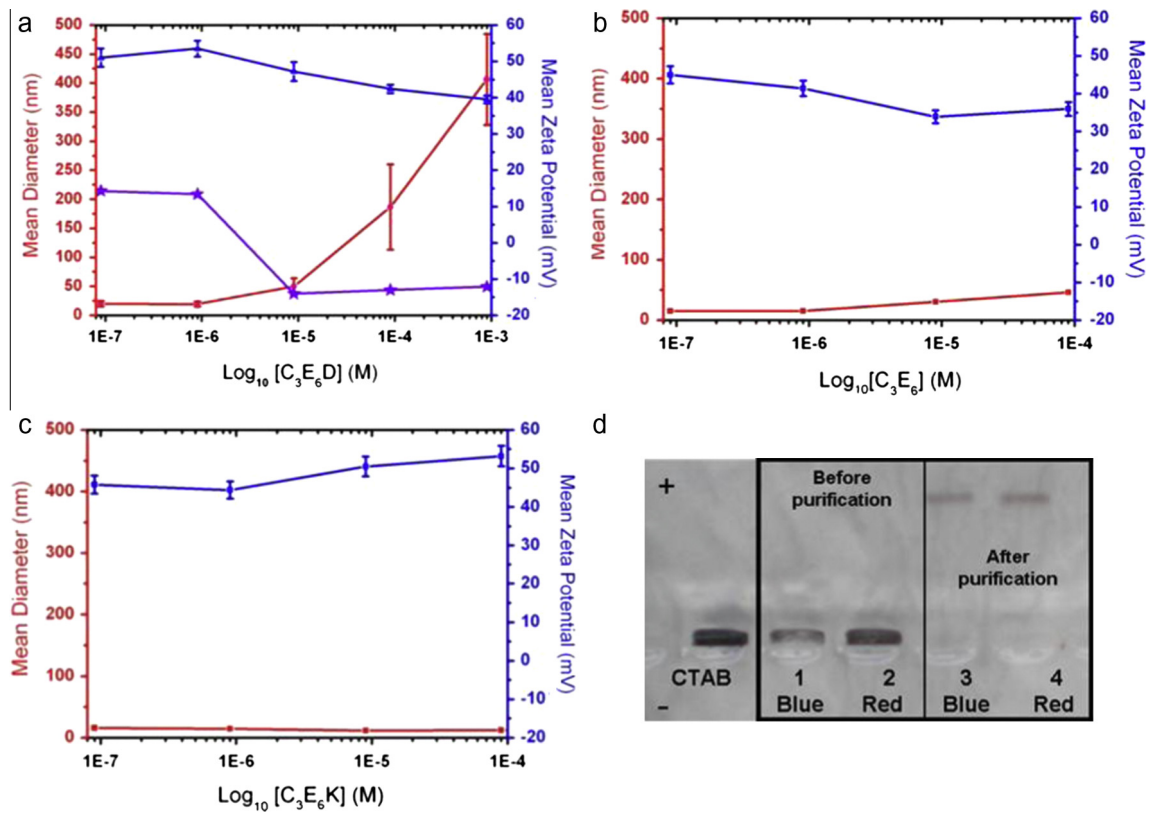 a
500
450
400
350
300
250
200
150
100
50
0
Mean Diameter (nm)
60
50
40
30
20
10
0
-10
-20
Mean Zeta Potential (mV)
1E-7 1E-6 1E-5 1E-4 1E-3
Log₁₀ [C₃E₆D] (M)
b
500
400
300
200
100
0
Mean Diameter (nm)
60
50
40
30
20
10
0
-10
-20
Mean Zeta Potential (mV)
1E-7 1E-6 1E-5 1E-4
Log₁₀[C₃E₆] (M)
c
500
400
300
200
100
0
Mean Diameter (nm)
60
50
40
30
20
10
0
-10
-20
Mean Zeta Potential (mV)
1E-7 1E-6 1E-5 1E-4
Log₁₀ [C₃E₆K] (M)
d
+
Before
purification
After
purification
CTAB 1 2 3 4
- Blue Red Blue Red